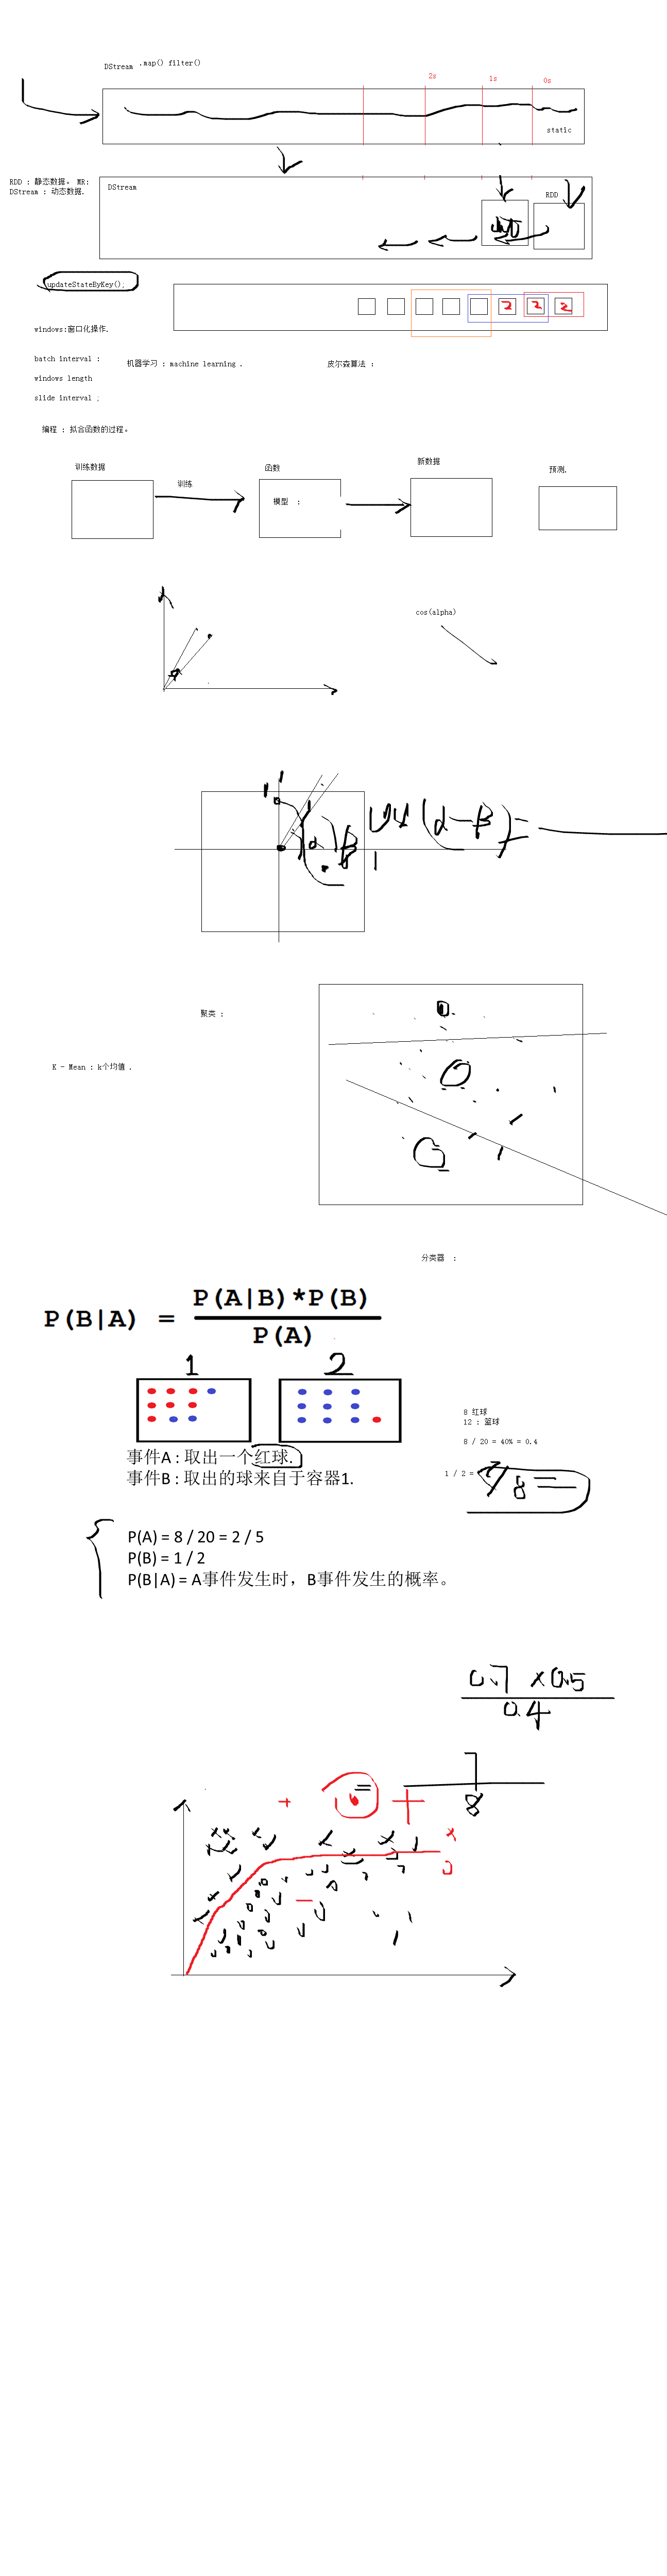 DStream .map() filter()
2s
1s
0s
static
RDD : 静态数据。 MR:
DStream : 动态数据.
DStream
RDD
updateStateByKey();
2 2 2
windows:窗口化操作.
batch interval :
机器学习 : machine learning .
皮尔森算法 :
windows length
slide interval ;
编程 : 拟合函数的过程。
训练数据
训练
函数
新数据
预测.
模型 :
cos(alpha)
(α-β)=
α
β
聚类 :
K - Mean : k个均值 .
分类器 :
P(B|A) = P(A|B)*P(B)
P(A)
1
2
8 红球
12 : 蓝球
8 / 20 = 40% = 0.4
事件A : 取出一个红球.
事件B : 取出的球来自于容器1.
1 / 2 =
7/8 =
P(A) = 8 / 20 = 2 / 5
P(B) = 1 / 2
P(B|A) = A事件发生时，B事件发生的概率。
0.7 x 0.5
0.4
= 7
8